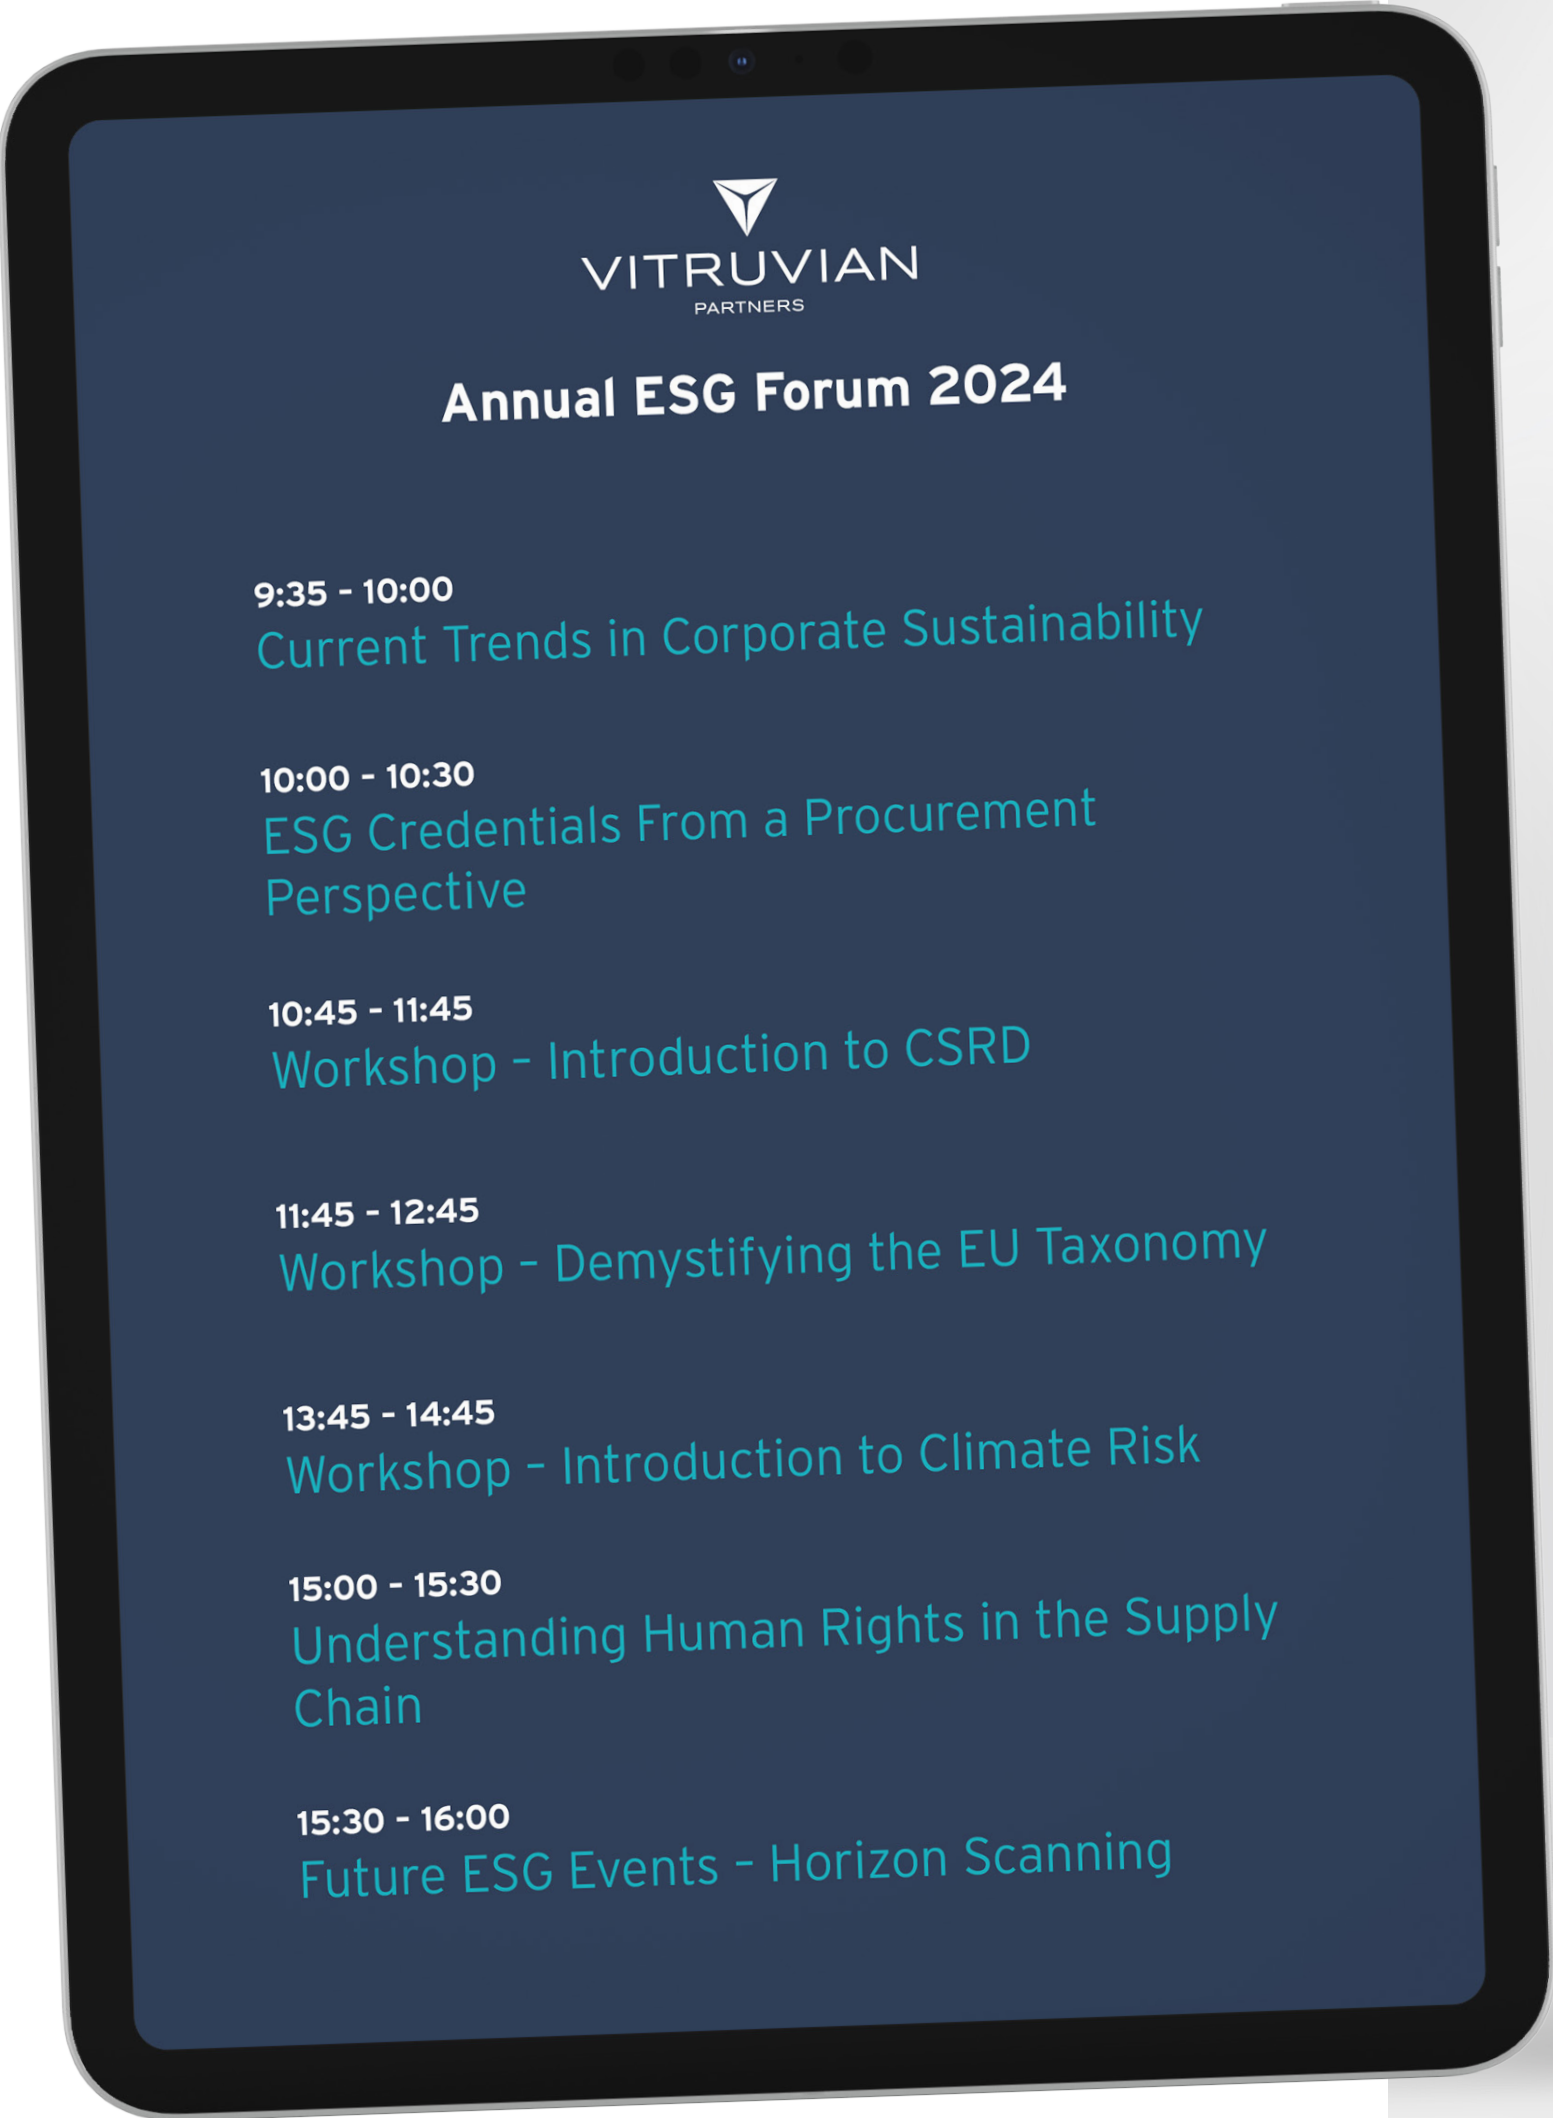 VITRUVIAN
PARTNERS
Annual ESG Forum 2024
9:35 – 10:00
Current Trends in Corporate Sustainability
10:00 – 10:30
ESG Credentials From a Procurement
Perspective
10:45 – 11:45
Workshop – Introduction to CSRD
11:45 – 12:45
Workshop – Demystifying the EU Taxonomy
13:45 – 14:45
Workshop – Introduction to Climate Risk
15:00 – 15:30
Understanding Human Rights in the Supply
Chain
15:30 – 16:00
Future ESG Events – Horizon Scanning